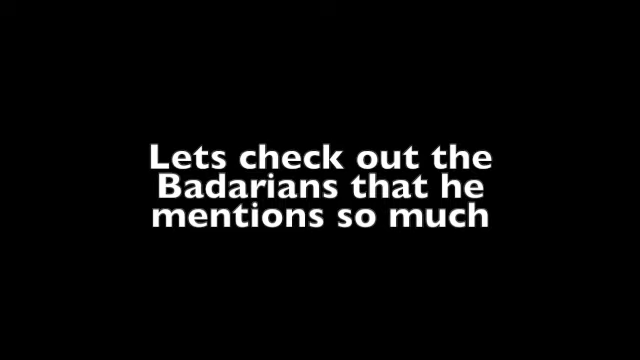 Lets check out the
Badarians that he
mentions so much